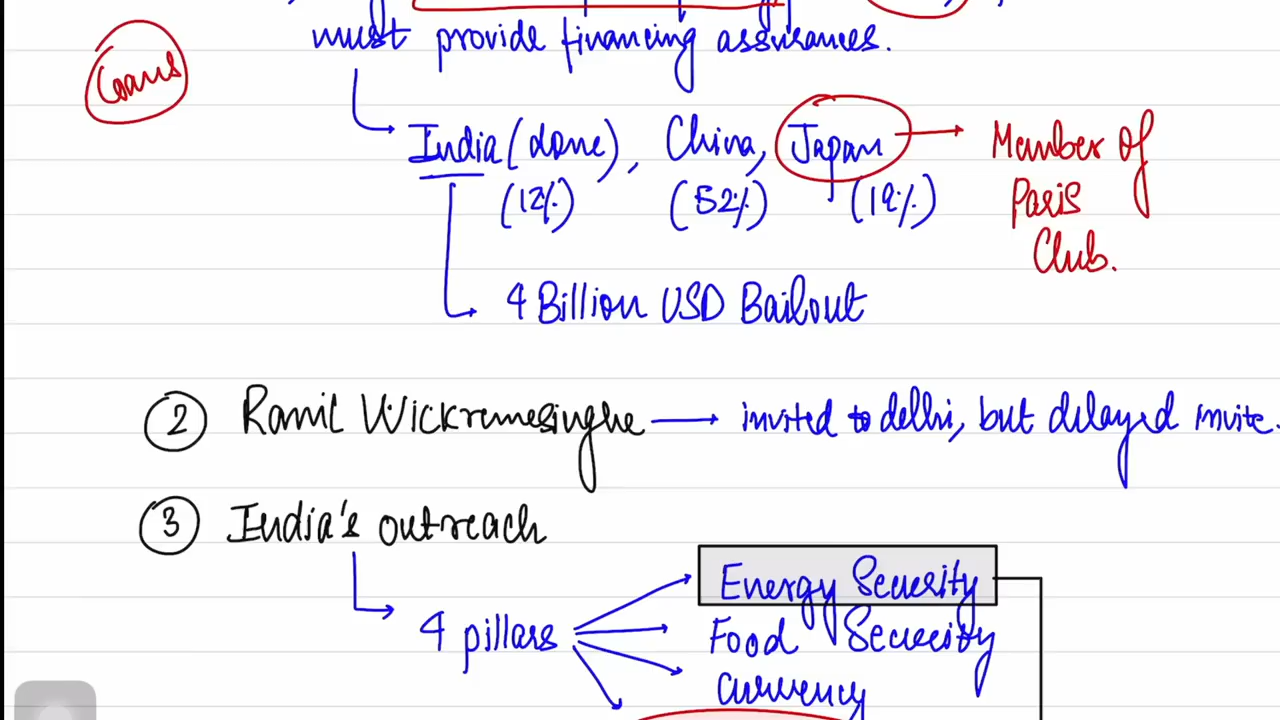 must provide financing assurances.
Loans
India (done), China, Japan → Member of
(12%) (52%) (19%) Paris
Club.
4 Billion USD Bailout
2 Ranil Wickremesinghe → invited to delhi, but delayed invite.
3 India's outreach
Energy Security
4 pillars Food Security
Currency